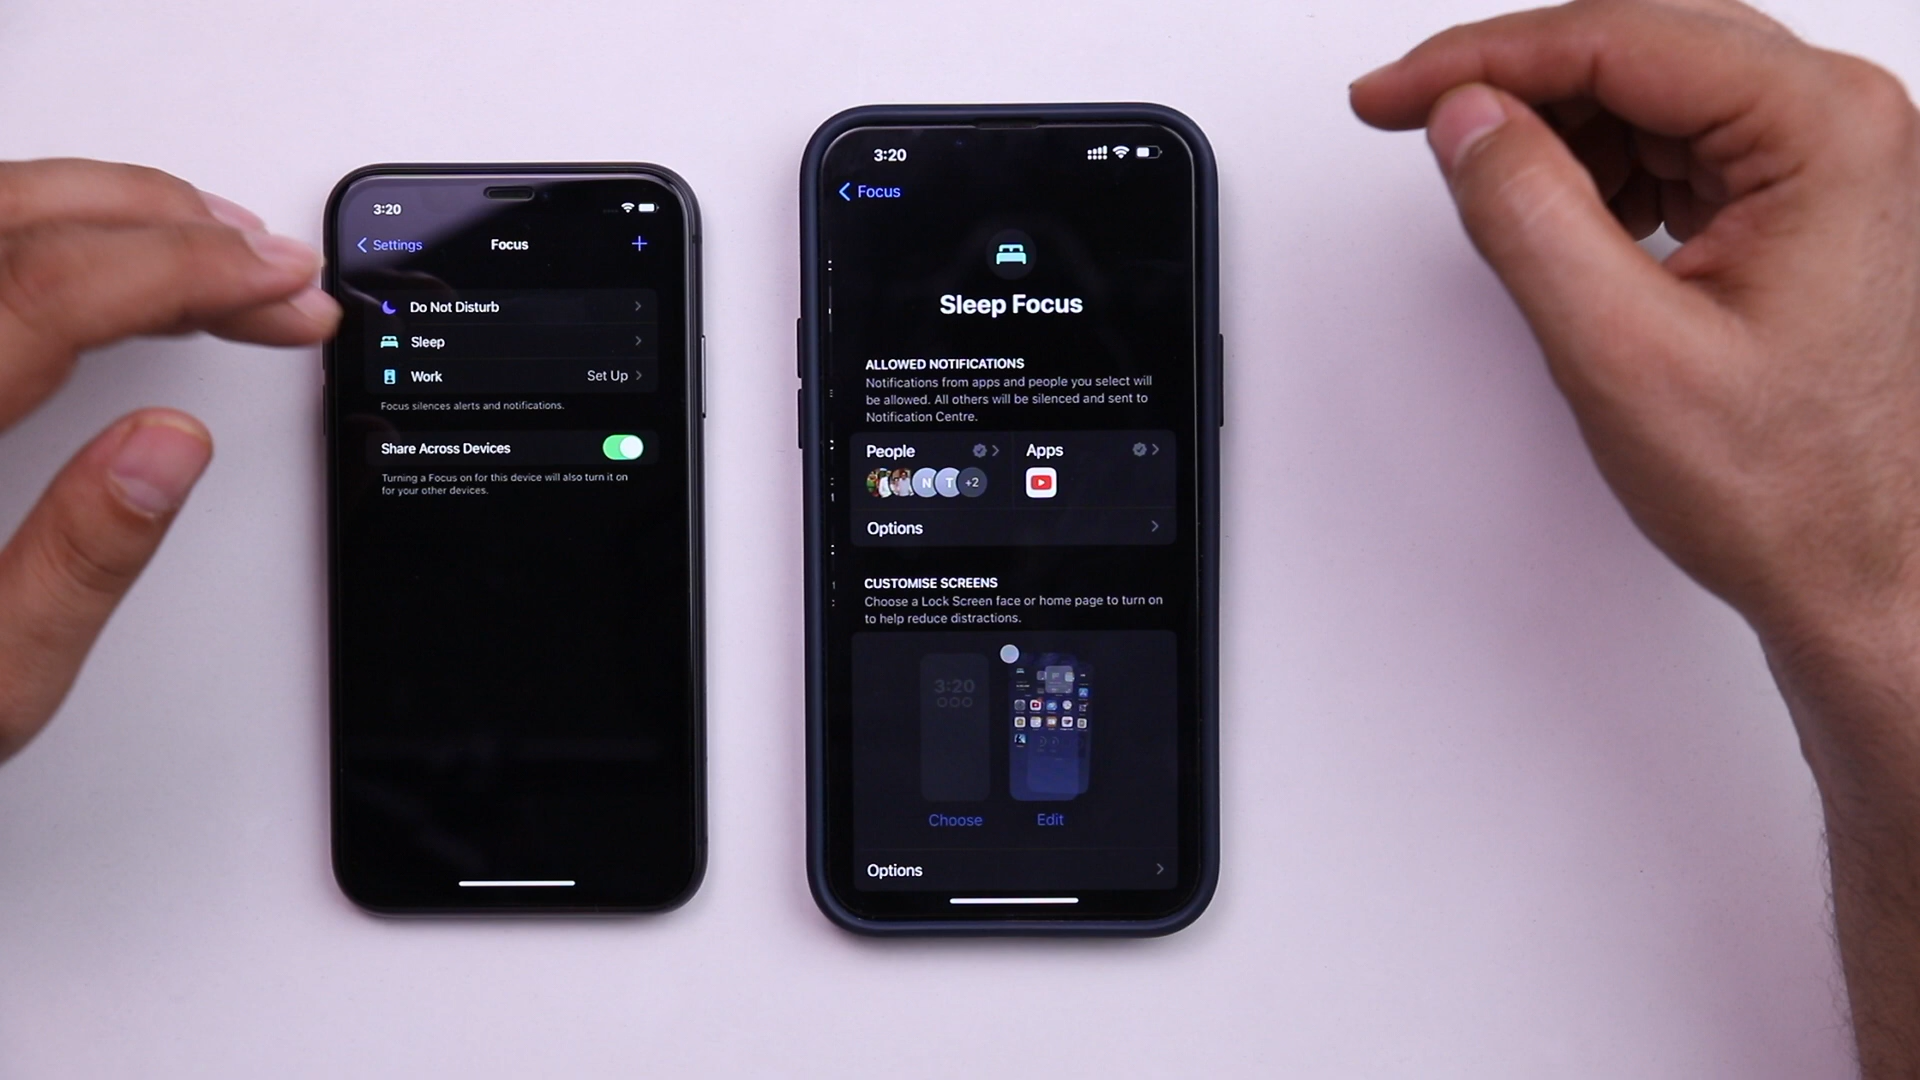 3:20
Settings
Focus
+
Do Not Disturb
Sleep
Work
Set Up
Focus silences alerts and notifications.
Share Across Devices
Turning a Focus on for this device will also turn it on
for your other devices.
3:20
Focus
Sleep Focus
ALLOWED NOTIFICATIONS
Notifications from apps and people you select will
be allowed. All others will be silenced and sent to
Notification Centre.
People
Apps
N
T
+2
Options
CUSTOMISE SCREENS
Choose a Lock Screen face or home page to turn on
to help reduce distractions.
3:20
Choose
Edit
Options